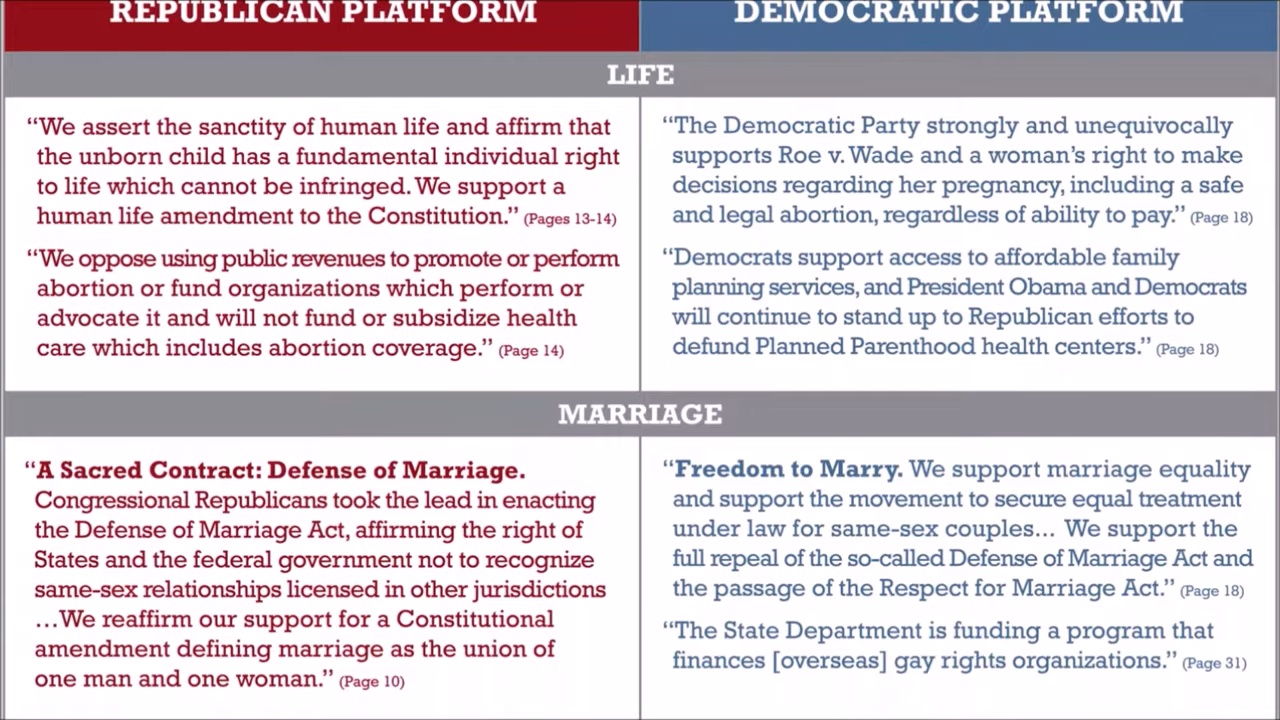 REPUBLICAN PLATFORM
DEMOCRATIC PLATFORM
LIFE
“We assert the sanctity of human life and affirm that
the unborn child has a fundamental individual right
to life which cannot be infringed. We support a
human life amendment to the Constitution.” (Pages 13-14)
“We oppose using public revenues to promote or perform
abortion or fund organizations which perform or
advocate it and will not fund or subsidize health
care which includes abortion coverage.” (Page 14)
“The Democratic Party strongly and unequivocally
supports Roe v. Wade and a woman’s right to make
decisions regarding her pregnancy, including a safe
and legal abortion, regardless of ability to pay.” (Page 18)
“Democrats support access to affordable family
planning services, and President Obama and Democrats
will continue to stand up to Republican efforts to
defund Planned Parenthood health centers.” (Page 18)
MARRIAGE
“A Sacred Contract: Defense of Marriage.
Congressional Republicans took the lead in enacting
the Defense of Marriage Act, affirming the right of
States and the federal government not to recognize
same-sex relationships licensed in other jurisdictions
…We reaffirm our support for a Constitutional
amendment defining marriage as the union of
one man and one woman.” (Page 10)
“Freedom to Marry. We support marriage equality
and support the movement to secure equal treatment
under law for same-sex couples… We support the
full repeal of the so-called Defense of Marriage Act and
the passage of the Respect for Marriage Act.” (Page 18)
“The State Department is funding a program that
finances [overseas] gay rights organizations.” (Page 31)